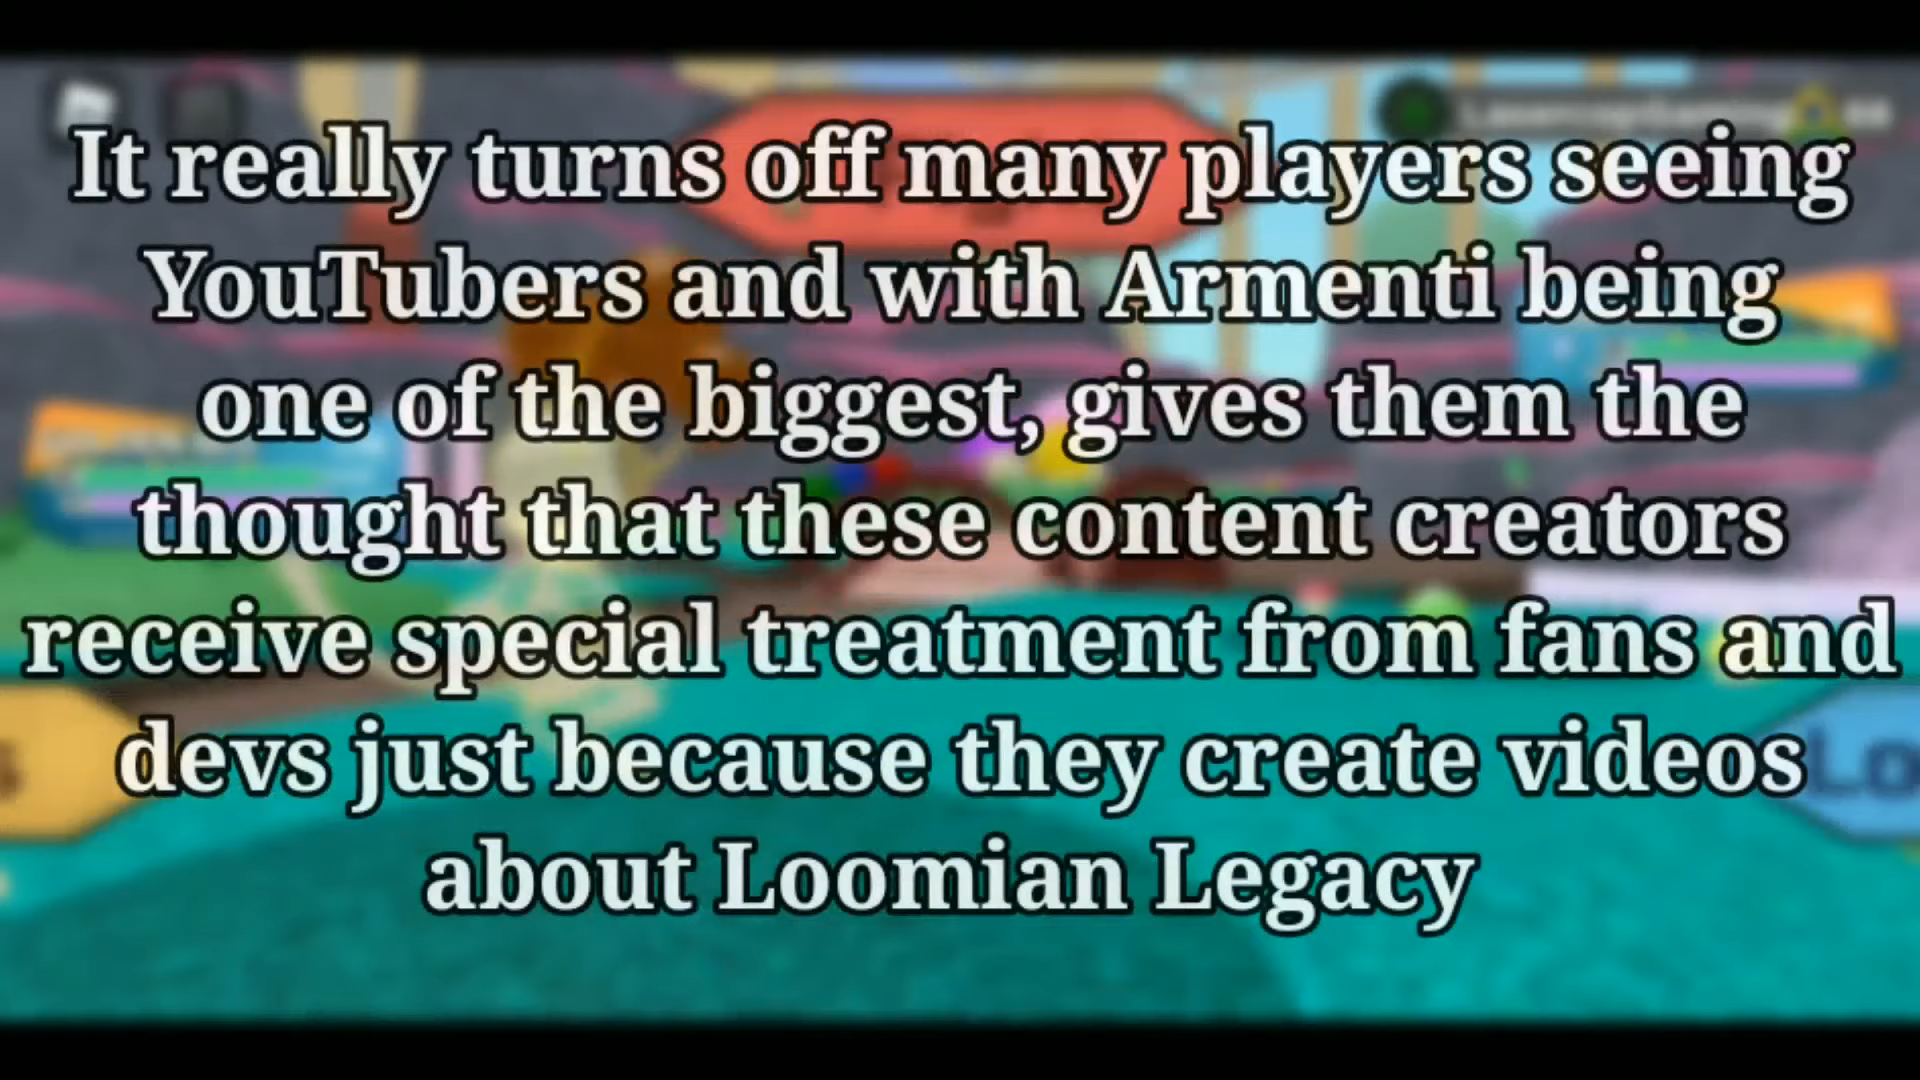 It really turns off many players seeing
YouTubers and with Armenti being
one of the biggest, gives them the
thought that these content creators
receive special treatment from fans and
devs just because they create videos
about Loomian Legacy
Lo